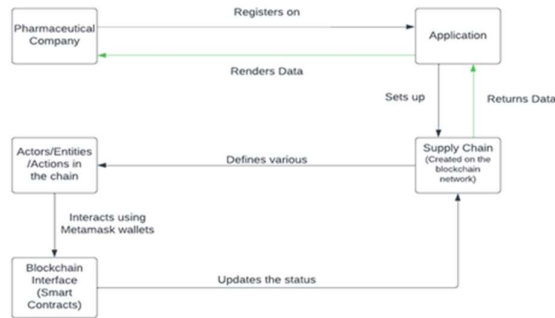 Registers on
Pharmaceutical
Company
Application
Renders Data
Sets up
Returns Data
Actors/Entities
/Actions in
the chain
Defines various
Supply Chain
(Created on the
blockchain
network)
Interacts using
Metamask wallets
Blockchain
Interface
(Smart
Contracts)
Updates the status